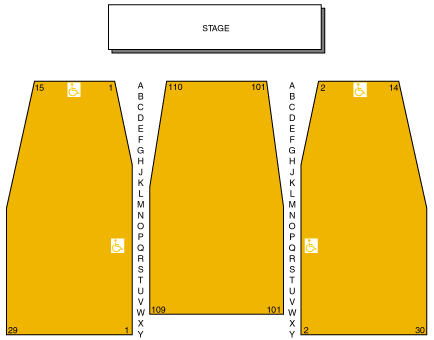 STAGE
15 1 A 110 101 A 2 14
B B
C C
D D
E E
F F
G G
H H
J J
K K
L L
M M
N N
O O
P P
Q Q
R R
S S
T T
U U
V V
W 109 101 W
X X
29 1 Y 2 30 Y